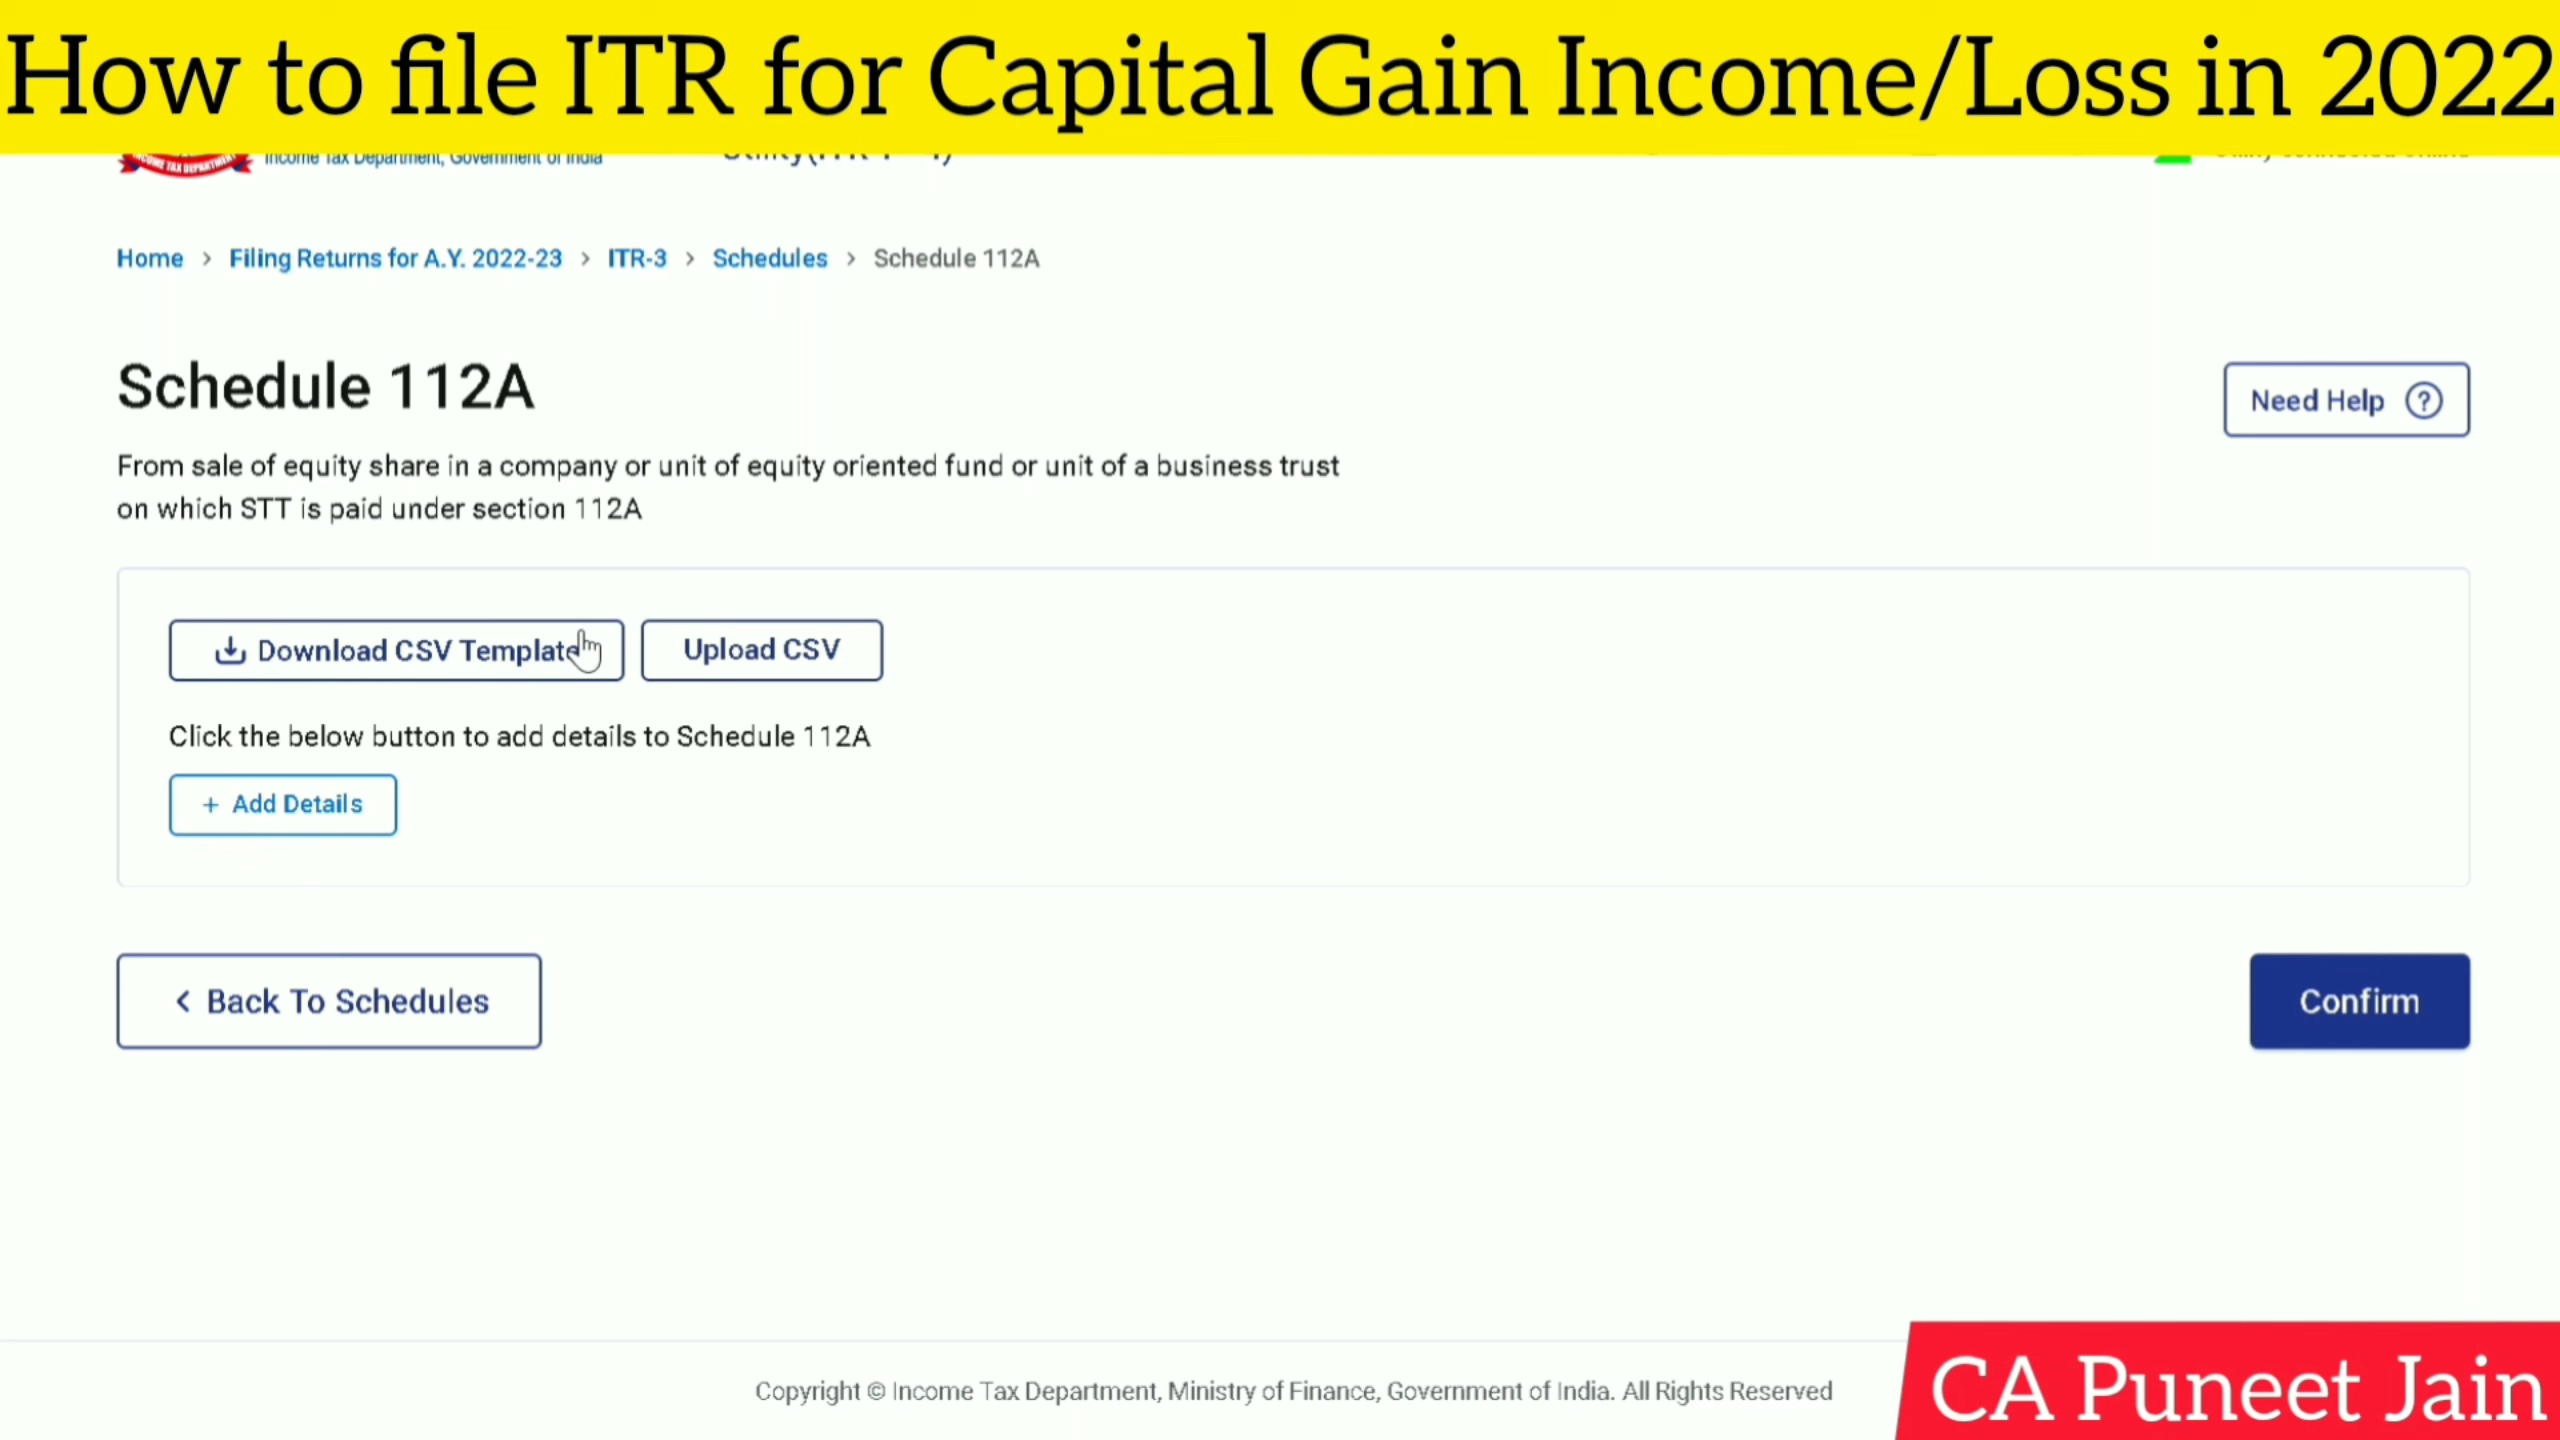 How to file ITR for Capital Gain Income/Loss in 2022
INCOME TAX DEPARTMENT
Income Tax Department, Government of India
Home > Filing Returns for A.Y. 2022-23 > ITR-3 > Schedules > Schedule 112A
Schedule 112A
Need Help ?
From sale of equity share in a company or unit of equity oriented fund or unit of a business trust
on which STT is paid under section 112A
Download CSV Template
Upload CSV
Click the below button to add details to Schedule 112A
+ Add Details
< Back To Schedules
Confirm
Copyright © Income Tax Department, Ministry of Finance, Government of India. All Rights Reserved
CA Puneet Jain